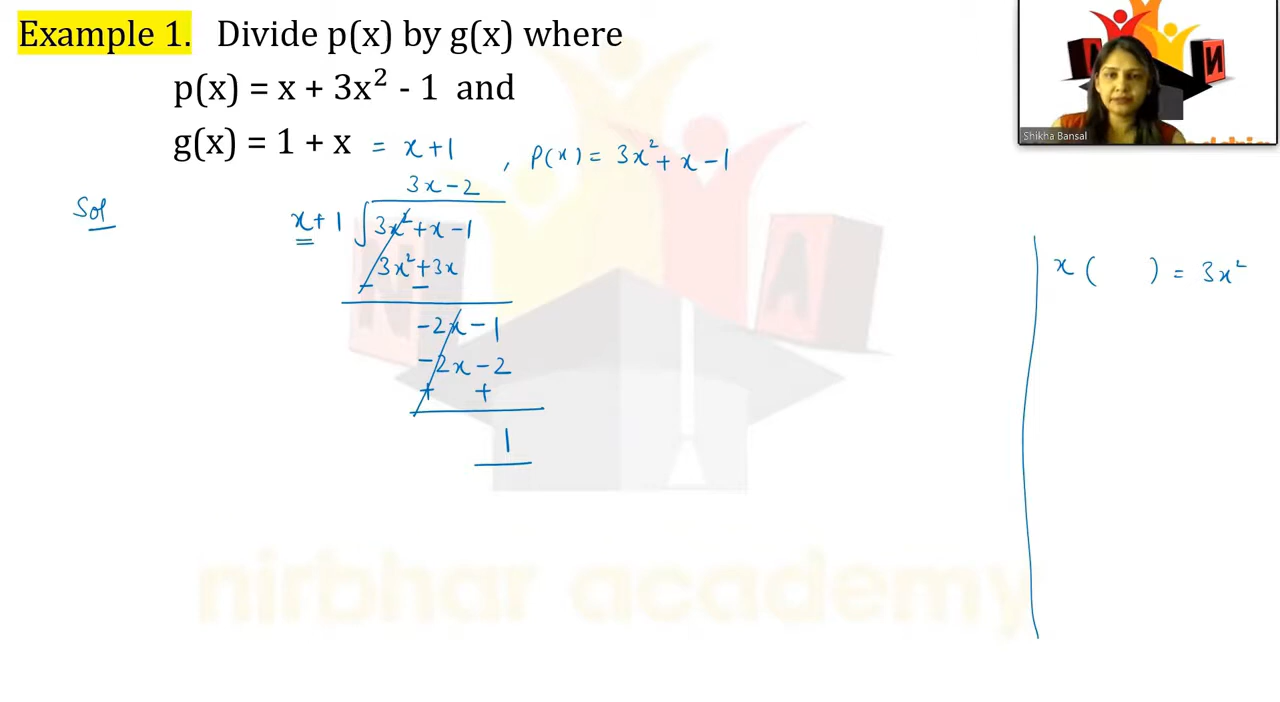 Example 1. Divide p(x) by g(x) where
p(x) = x + 3x² - 1 and
g(x) = 1 + x = x + 1 , P(x) = 3x² + x - 1
Sol
3x - 2
x + 1 √ 3x² + x - 1
3x² + 3x
- -
-2x - 1
-2x - 2
+ +
1
x ( ) = 3x²
Shikha Bansal
N
nirbhar academy